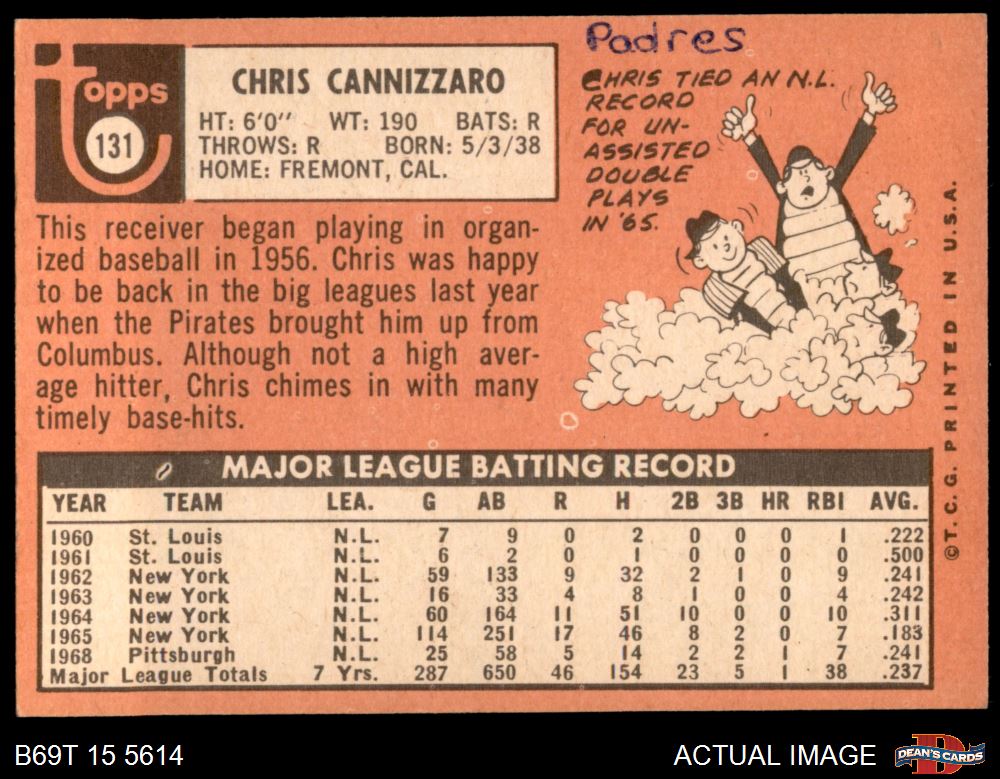 Padres
Topps
131
CHRIS CANNIZZARO
HT: 6'0" WT: 190 BATS: R
THROWS: R BORN: 5/3/38
HOME: FREMONT, CAL.
CHRIS TIED AN N.L.
RECORD
FOR UN-
ASSISTED
DOUBLE
PLAYS
IN '65.
This receiver began playing in organ-
ized baseball in 1956. Chris was happy
to be back in the big leagues last year
when the Pirates brought him up from
Columbus. Although not a high aver-
age hitter, Chris chimes in with many
timely base-hits.
©T.C.G. PRINTED IN U.S.A.
MAJOR LEAGUE BATTING RECORD
YEAR TEAM LEA. G AB R H 2B 3B HR RBI AVG.
1960 St. Louis N.L. 7 9 0 2 0 0 0 1 .222
1961 St. Louis N.L. 6 2 0 1 0 0 0 0 .500
1962 New York N.L. 59 133 9 32 2 1 0 9 .241
1963 New York N.L. 16 33 4 8 1 0 0 4 .242
1964 New York N.L. 60 164 11 51 10 0 0 10 .311
1965 New York N.L. 114 251 17 46 8 2 0 7 .183
1968 Pittsburgh N.L. 25 58 5 14 2 2 1 7 .241
Major League Totals 7 Yrs. 287 650 46 154 23 5 1 38 .237
B69T 15 5614
ACTUAL IMAGE
DEAN'S CARDS